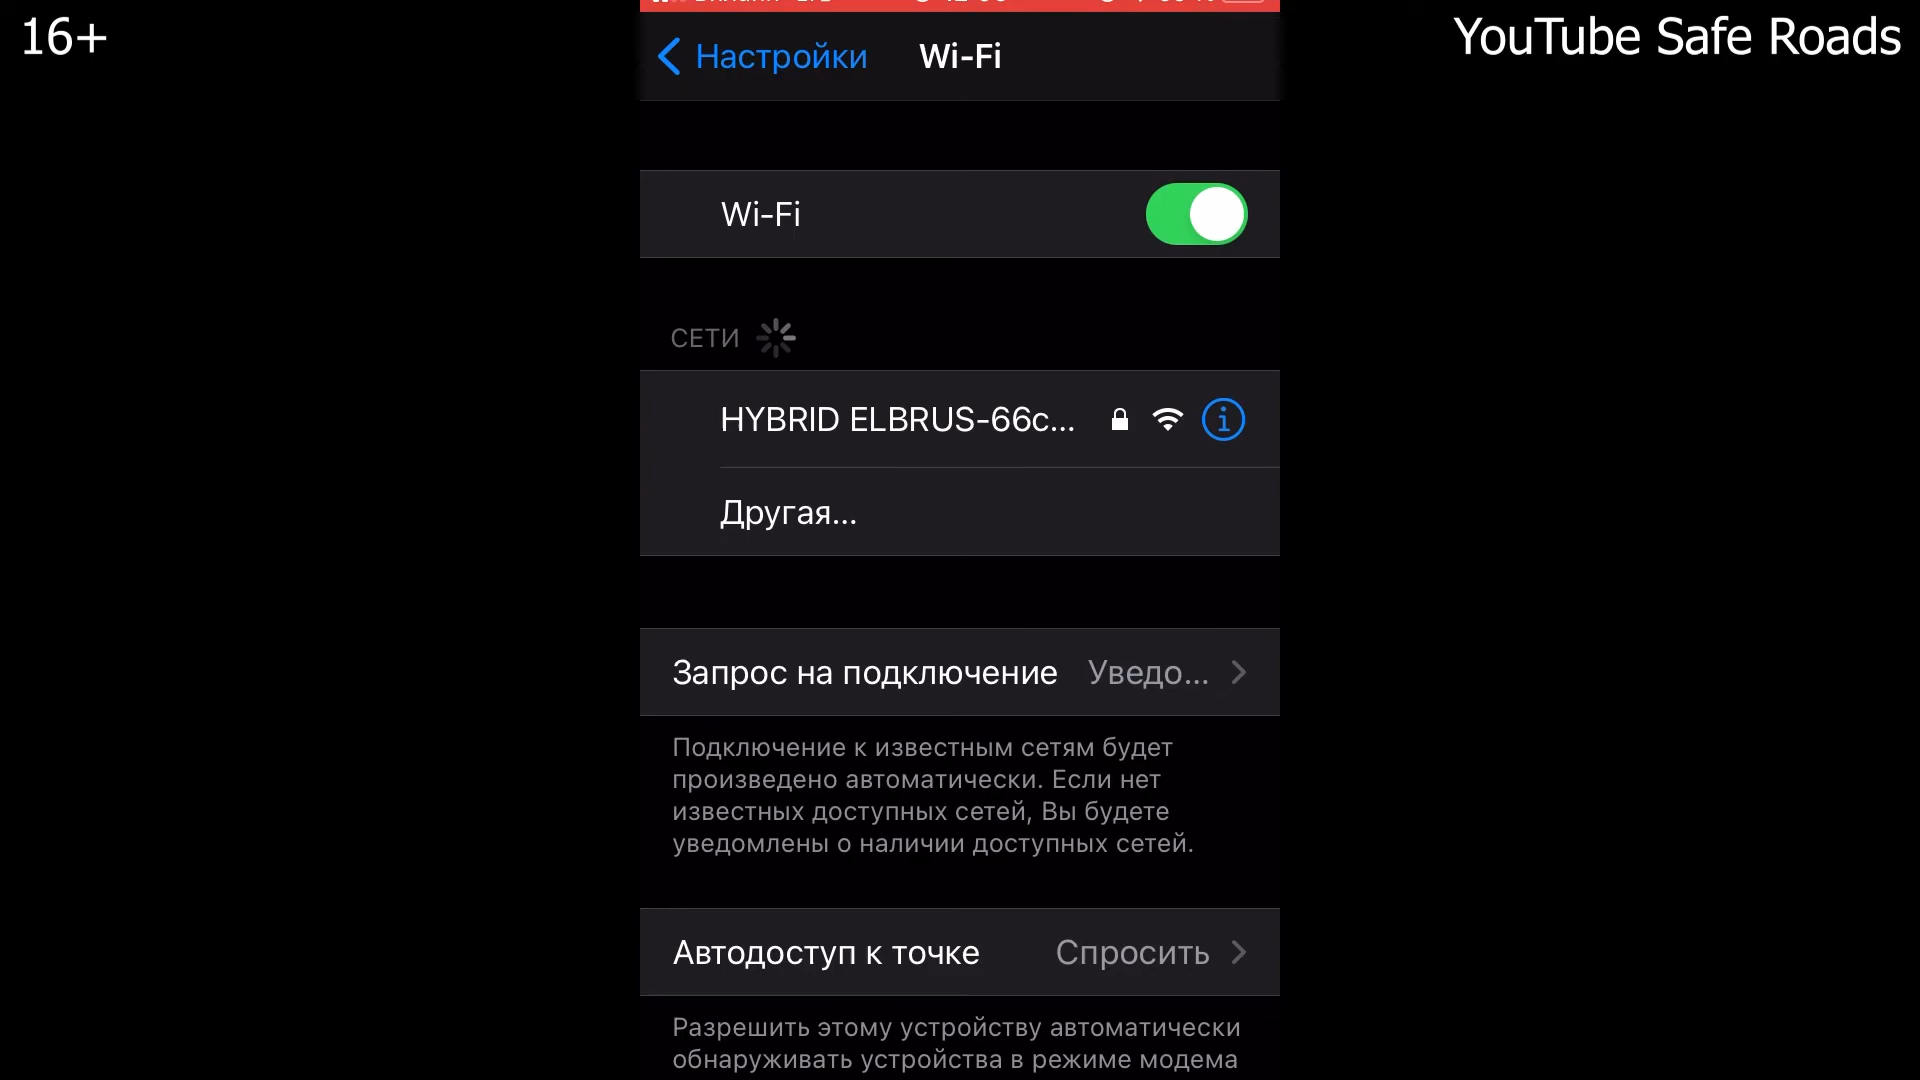 16+
YouTube Safe Roads
Настройки
Wi-Fi
Wi-Fi
СЕТИ
HYBRID ELBRUS-66c...
Другая...
Запрос на подключение Уведо...
Подключение к известным сетям будет
произведено автоматически. Если нет
известных доступных сетей, Вы будете
уведомлены о наличии доступных сетей.
Автодоступ к точке Спросить
Разрешить этому устройству автоматически
обнаруживать устройства в режиме модема